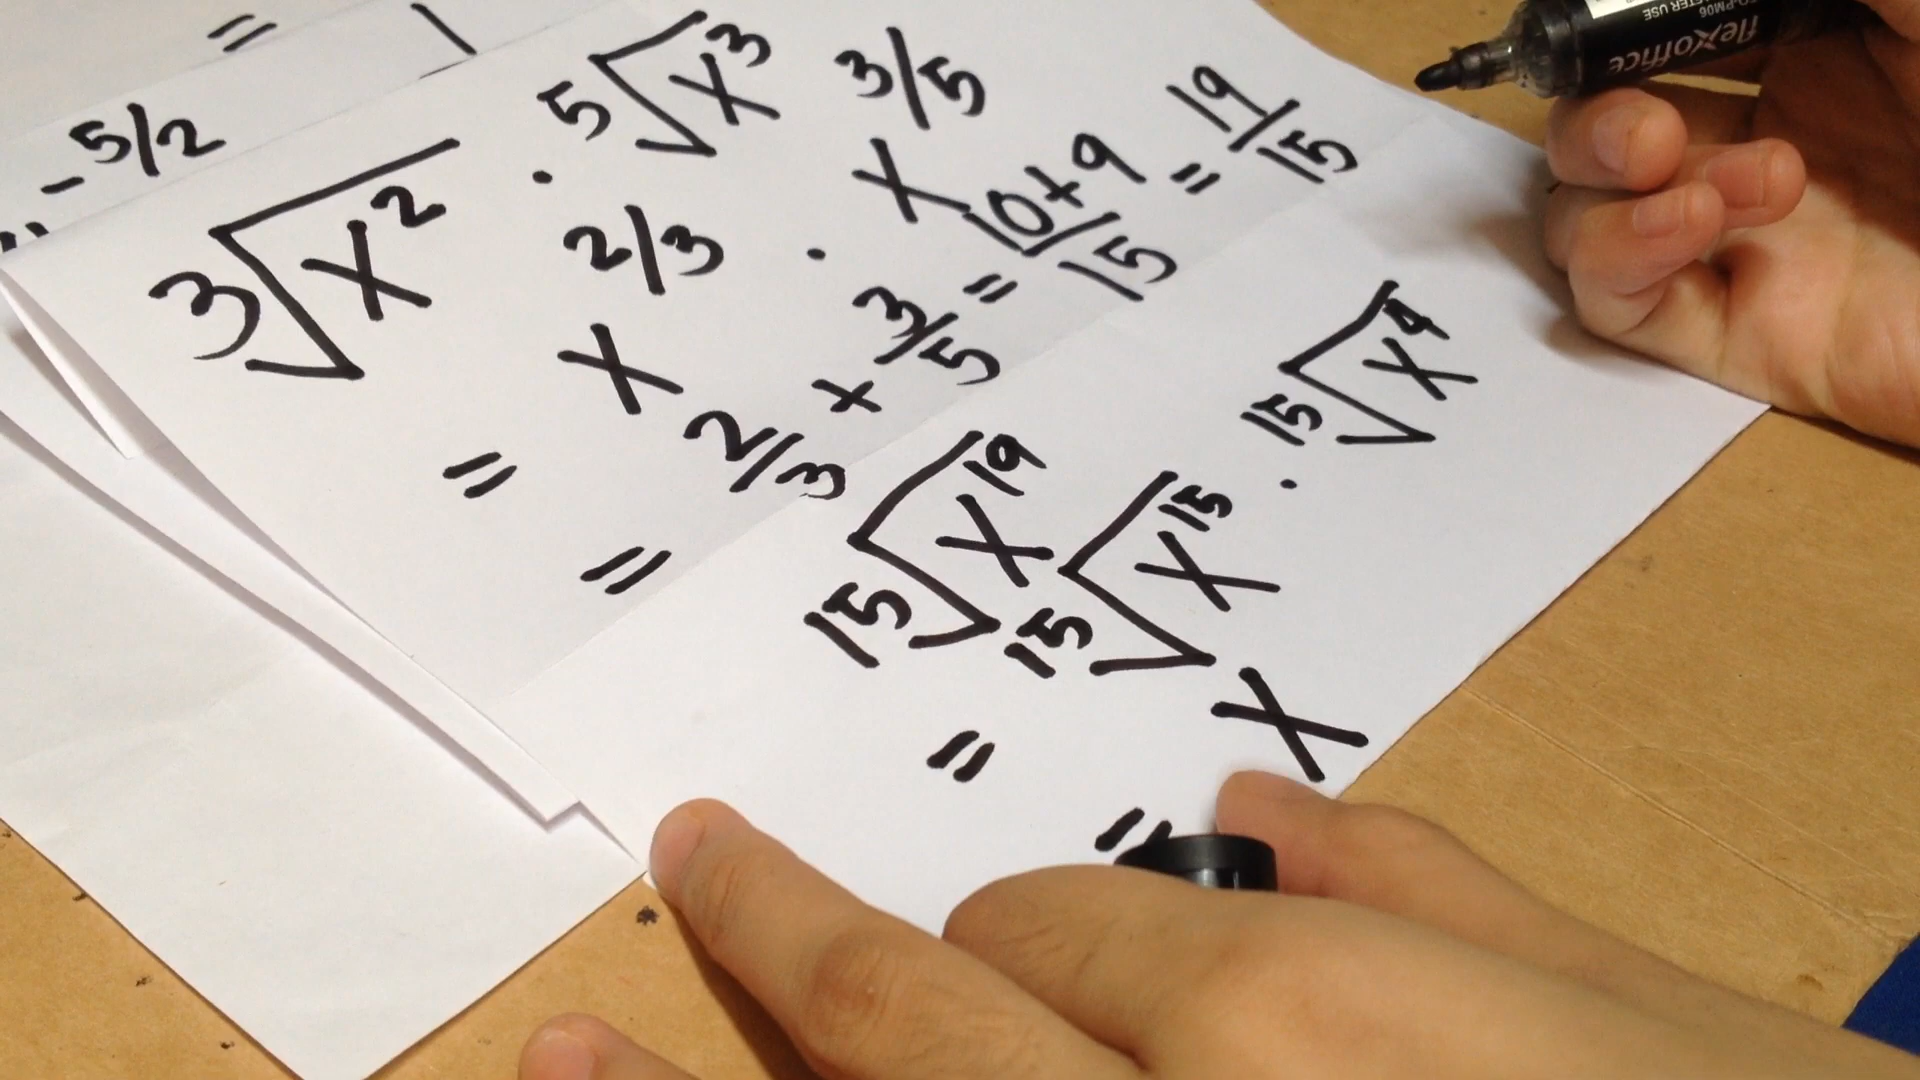 =
- 5/2
3√x² . 5√x³
x 2/3 . x 3/5
= 2/3 + 3/5 = 10+9/15 = 19/15
= 15√x¹⁹
= 15√x¹⁵ . 15√x⁴
= x
flexoffice